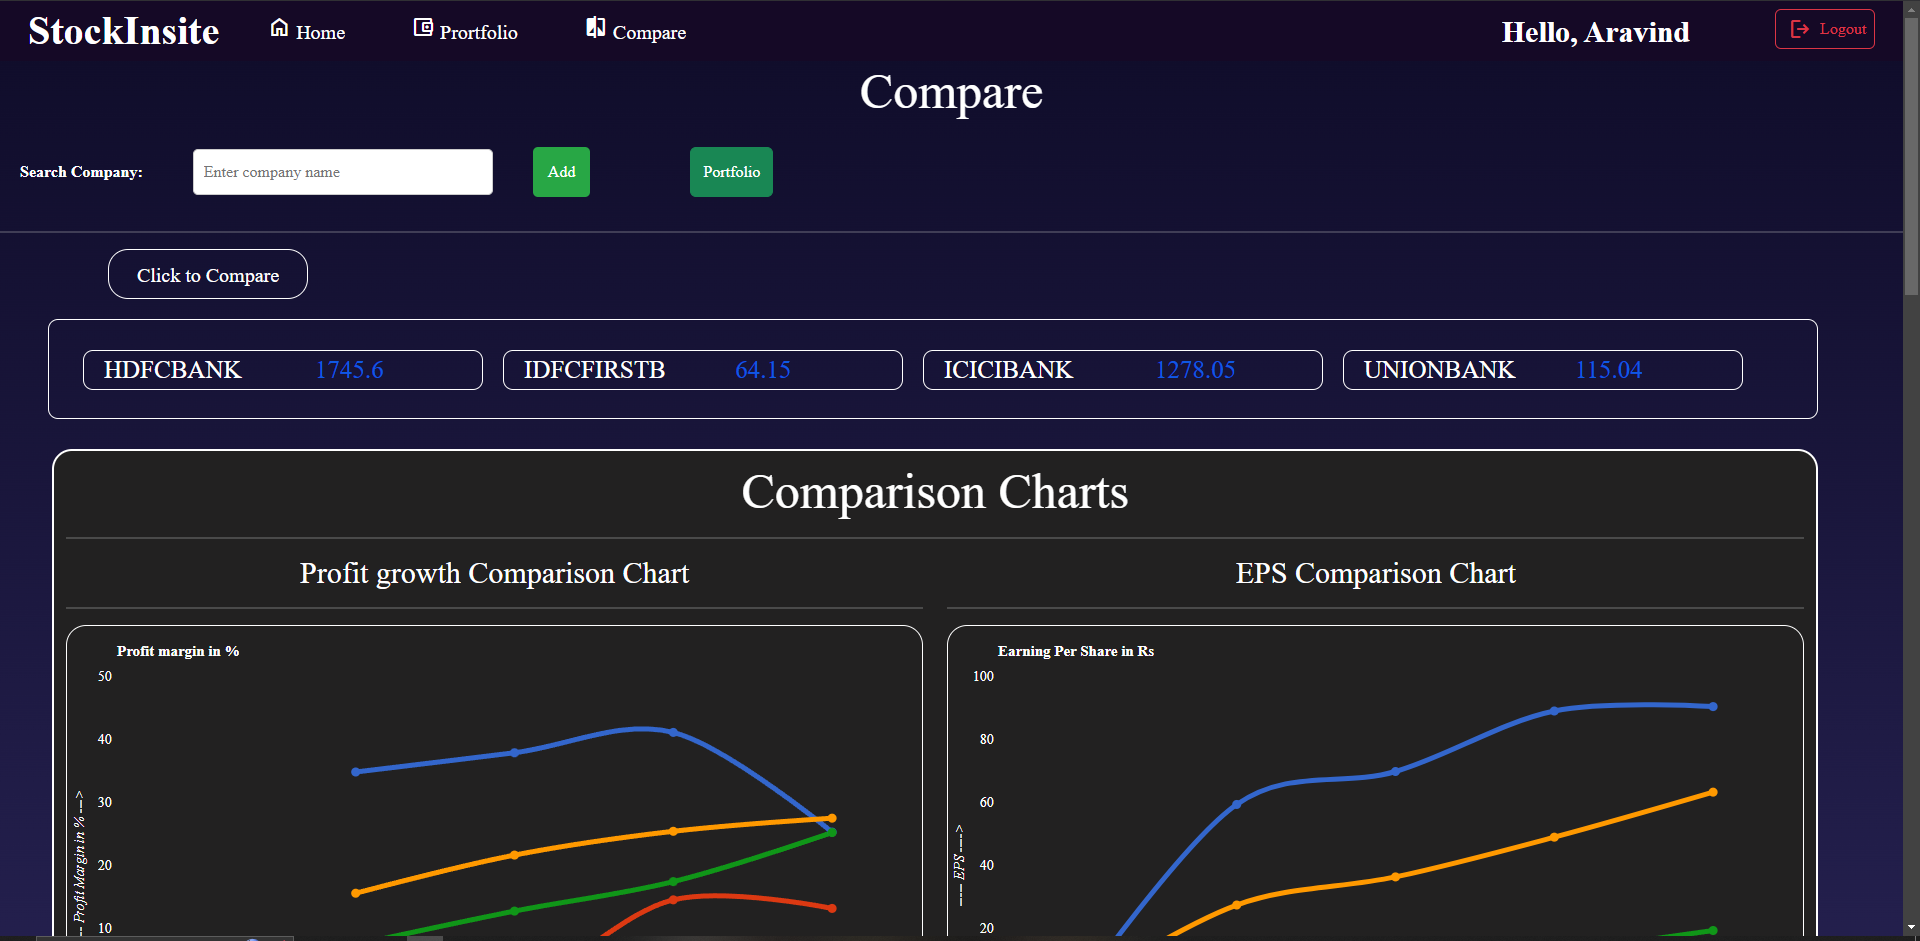 StockInsite
Home
Prortfolio
Compare
Hello, Aravind
Logout
Compare
Search Company:
Enter company name
Add
Portfolio
Click to Compare
HDFCBANK 1745.6
IDFCFIRSTB 64.15
ICICIBANK 1278.05
UNIONBANK 115.04
Comparison Charts
Profit growth Comparison Chart
Profit margin in %
50
40
30
20
10
---- Profit Margin in % ---->
EPS Comparison Chart
Earning Per Share in Rs
100
80
60
40
20
---- EPS ---->